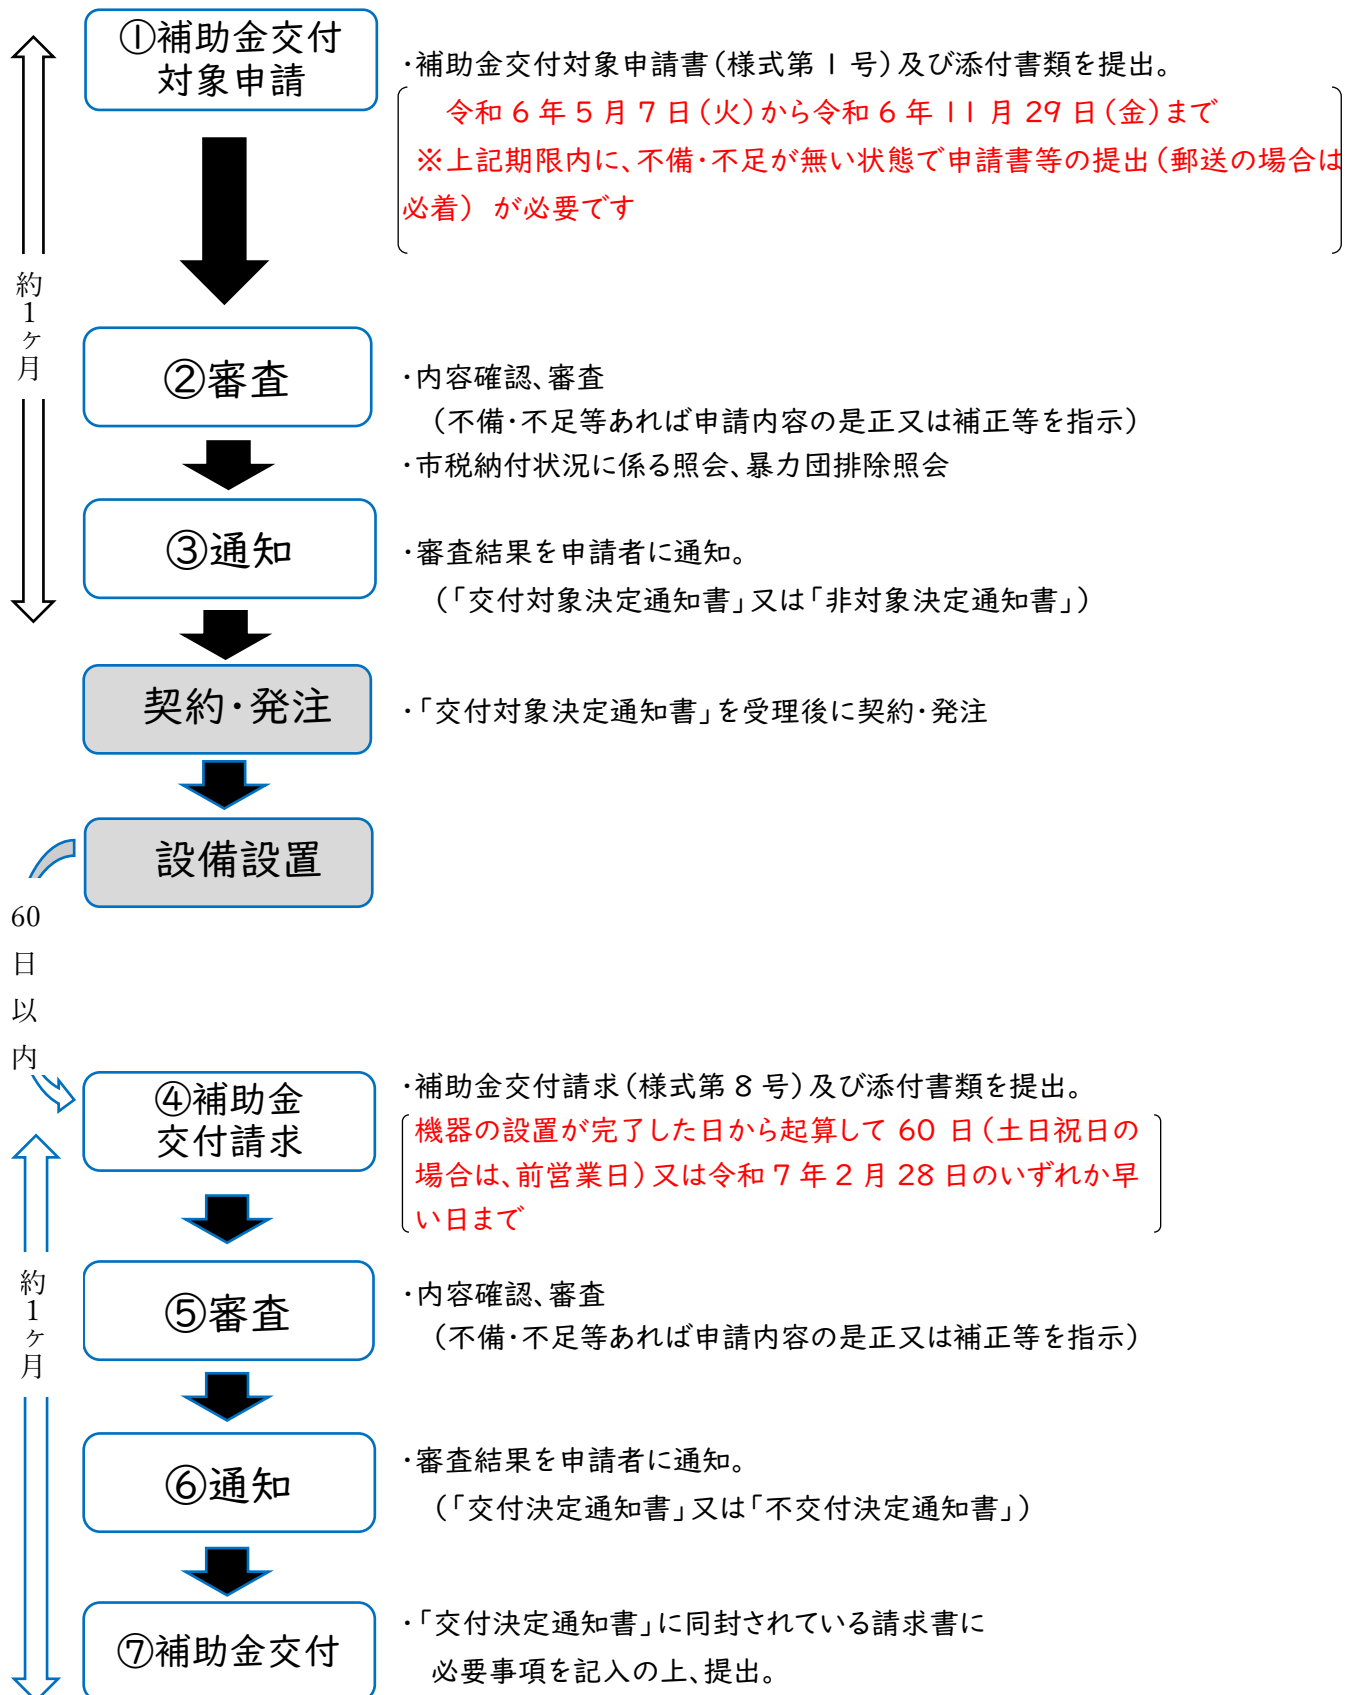 ①補助金交付
対象申請
・補助金交付対象申請書（様式第１号）及び添付書類を提出。
令和６年５月７日（火）から令和６年１１月２９日（金）まで
※上記期限内に、不備・不足が無い状態で申請書等の提出（郵送の場合は
必着） が必要です
約１ヶ月
②審査
・内容確認、審査
（不備・不足等あれば申請内容の是正又は補正等を指示）
・市税納付状況に係る照会、暴力団排除照会
③通知
・審査結果を申請者に通知。
（「交付対象決定通知書」又は「非対象決定通知書」）
契約・発注
・「交付対象決定通知書」を受理後に契約・発注
設備設置
60
日
以
内
④補助金
交付請求
・補助金交付請求（様式第８号）及び添付書類を提出。
機器の設置が完了した日から起算して 60 日（土日祝日の
場合は、前営業日）又は令和７年２月28日のいずれか早
い日まで
約１ヶ月
⑤審査
・内容確認、審査
（不備・不足等あれば申請内容の是正又は補正等を指示）
⑥通知
・審査結果を申請者に通知。
（「交付決定通知書」又は「不交付決定通知書」）
⑦補助金交付
・「交付決定通知書」に同封されている請求書に
必要事項を記入の上、提出。